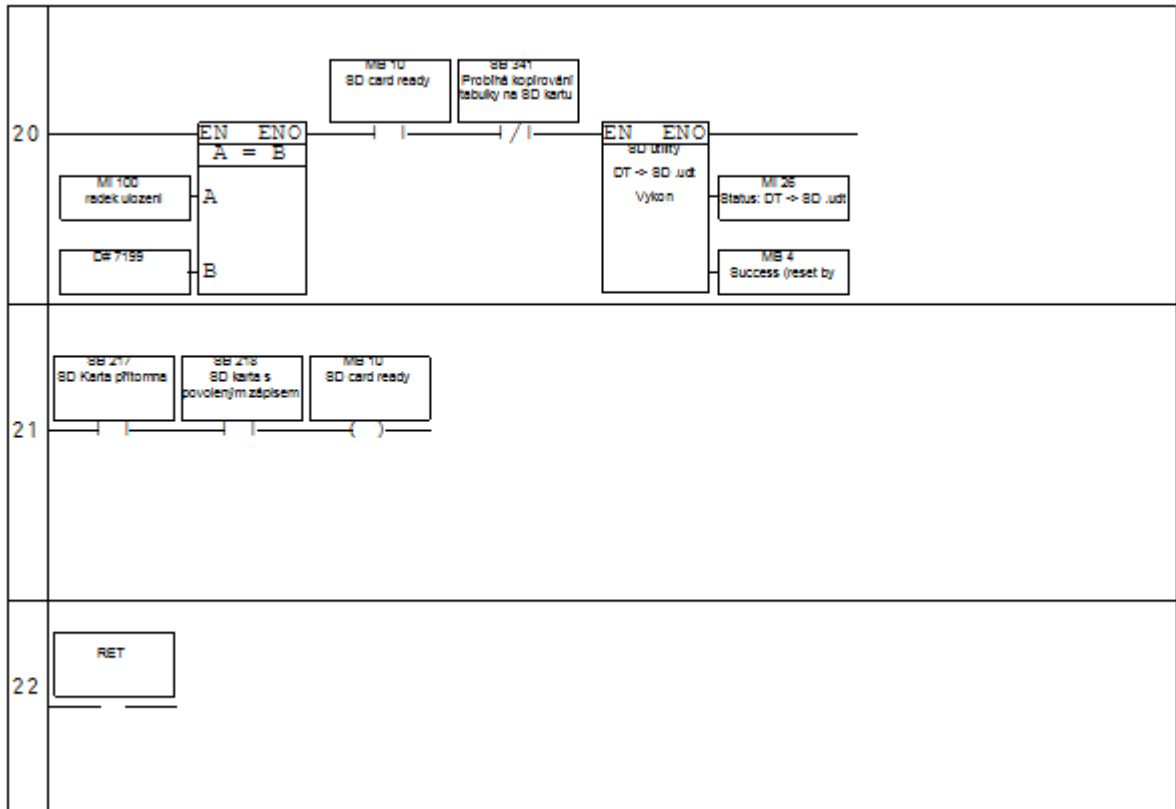 MB 10
SD card ready
SB 341
Probíhá kopírování
tabulky na SD kartu
20
EN ENO
A = B
EN ENO
SD utility
DT -> SD .udt
Vykon
MI 100
radek ulozeni
A
MI 26
Status: DT -> SD .udt
D# 7199
B
MB 4
Success (reset by
SB 217
SD Karta přítomna
SB 218
SD karta s
povoleným zápisem
MB 10
SD card ready
21
RET
22